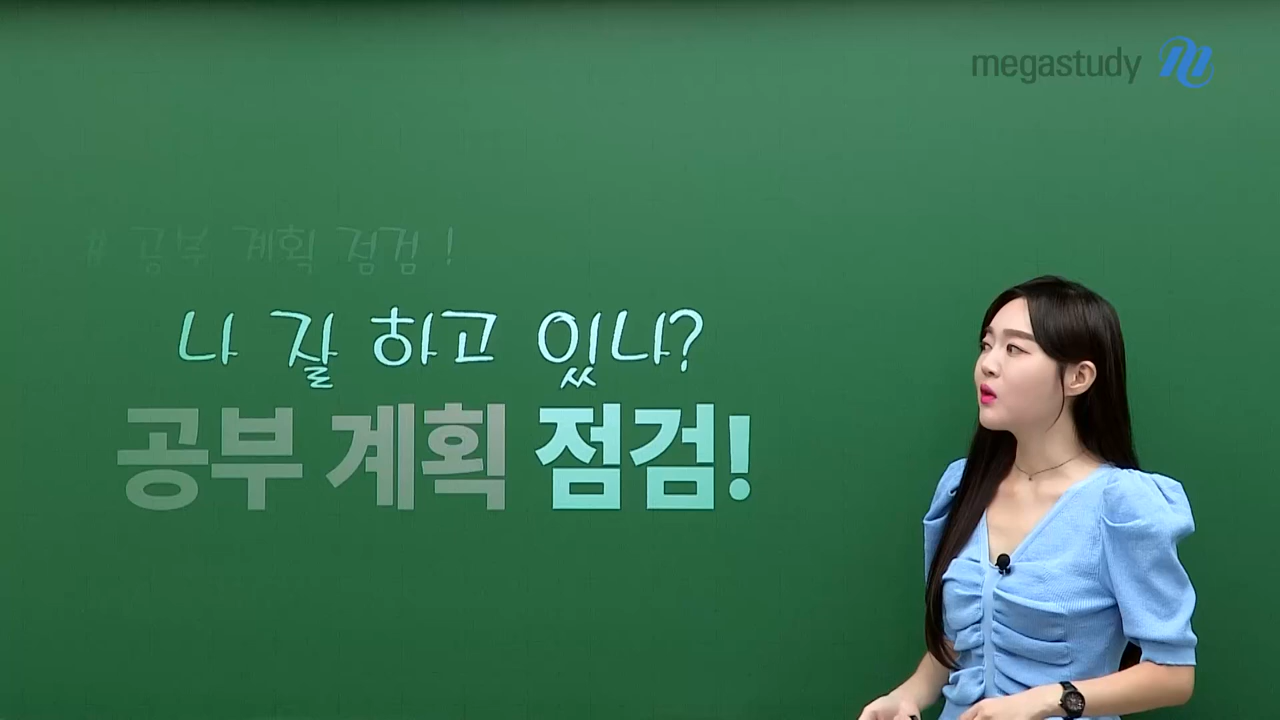 megastudy
# 공부 계획 점검!
나 잘 하고 있나?
공부 계획 점검!